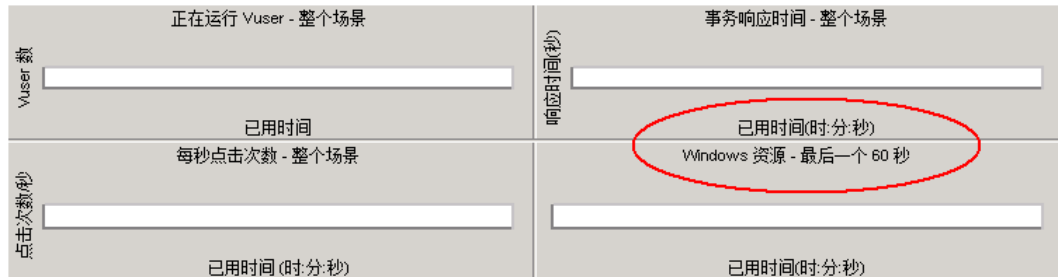 正在运行 Vuser - 整个场景
Vuser 数
已用时间
事务响应时间 - 整个场景
响应时间(秒)
已用时间(时:分:秒)
每秒点击次数 - 整个场景
点击次数/秒
已用时间 (时:分:秒)
Windows 资源 - 最后一个 60 秒
已用时间(时:分:秒)